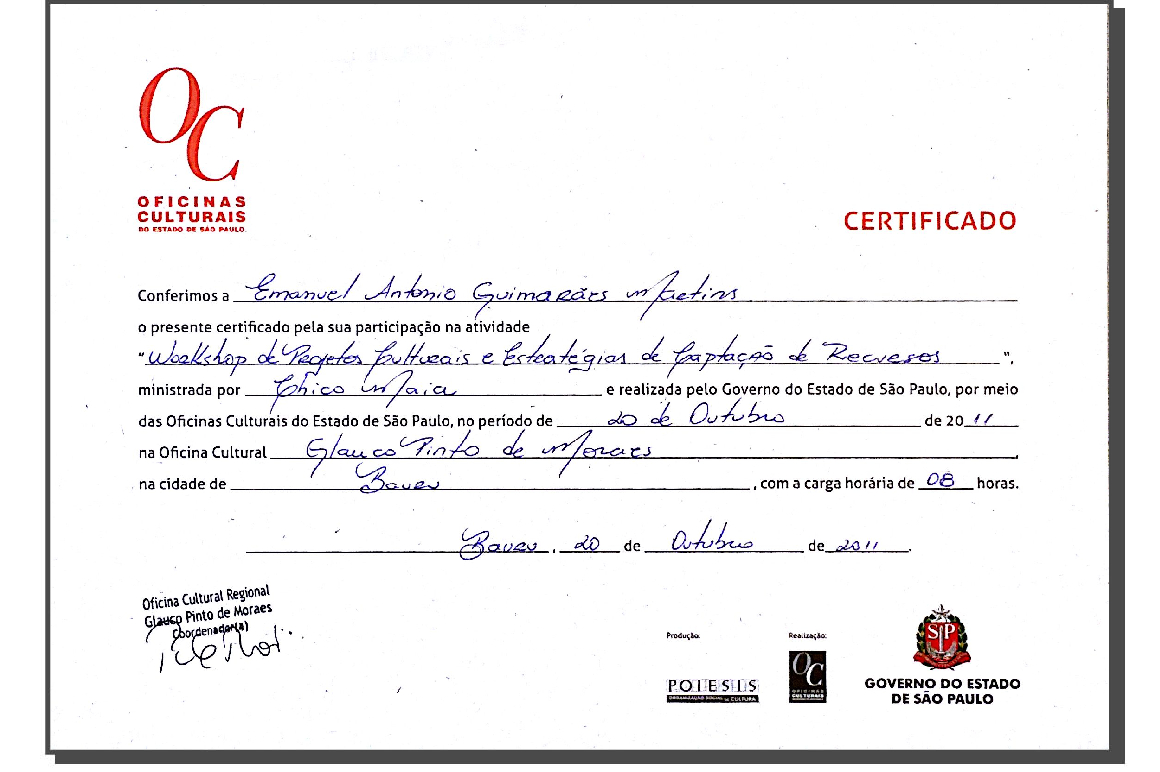 OC
OFICINAS
CULTURAIS
DO ESTADO DE SÃO PAULO
CERTIFICADO
Conferimos a Emanuel Antonio Guimarães Martins
o presente certificado pela sua participação na atividade
"Workshop de Projetos Cultureais e Estratégias de Captação de Recursos",
ministrada por Chico Maia e realizada pelo Governo do Estado de São Paulo, por meio
das Oficinas Culturais do Estado de São Paulo, no período de 20 de Outubro de 2011
na Oficina Cultural Glauco Pinto de Moraes,
na cidade de Bauru, com a carga horária de 08 horas.
Bauru, 20 de Outubro de 2011.
Oficina Cultural Regional
Glauco Pinto de Moraes
Coordenador(a)
Produção:
POIESIS
ORGANIZAÇÃO SOCIAL DE CULTURA
Realização:
OC
OFICINAS
CULTURAIS
SP
GOVERNO DO ESTADO
DE SÃO PAULO